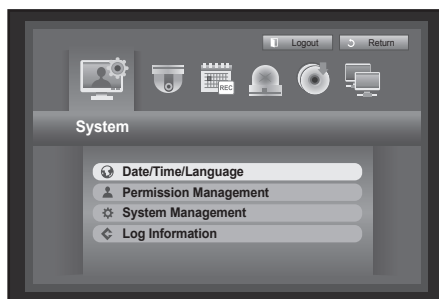 Logout Return
REC
System
Date/Time/Language
Permission Management
System Management
Log Information